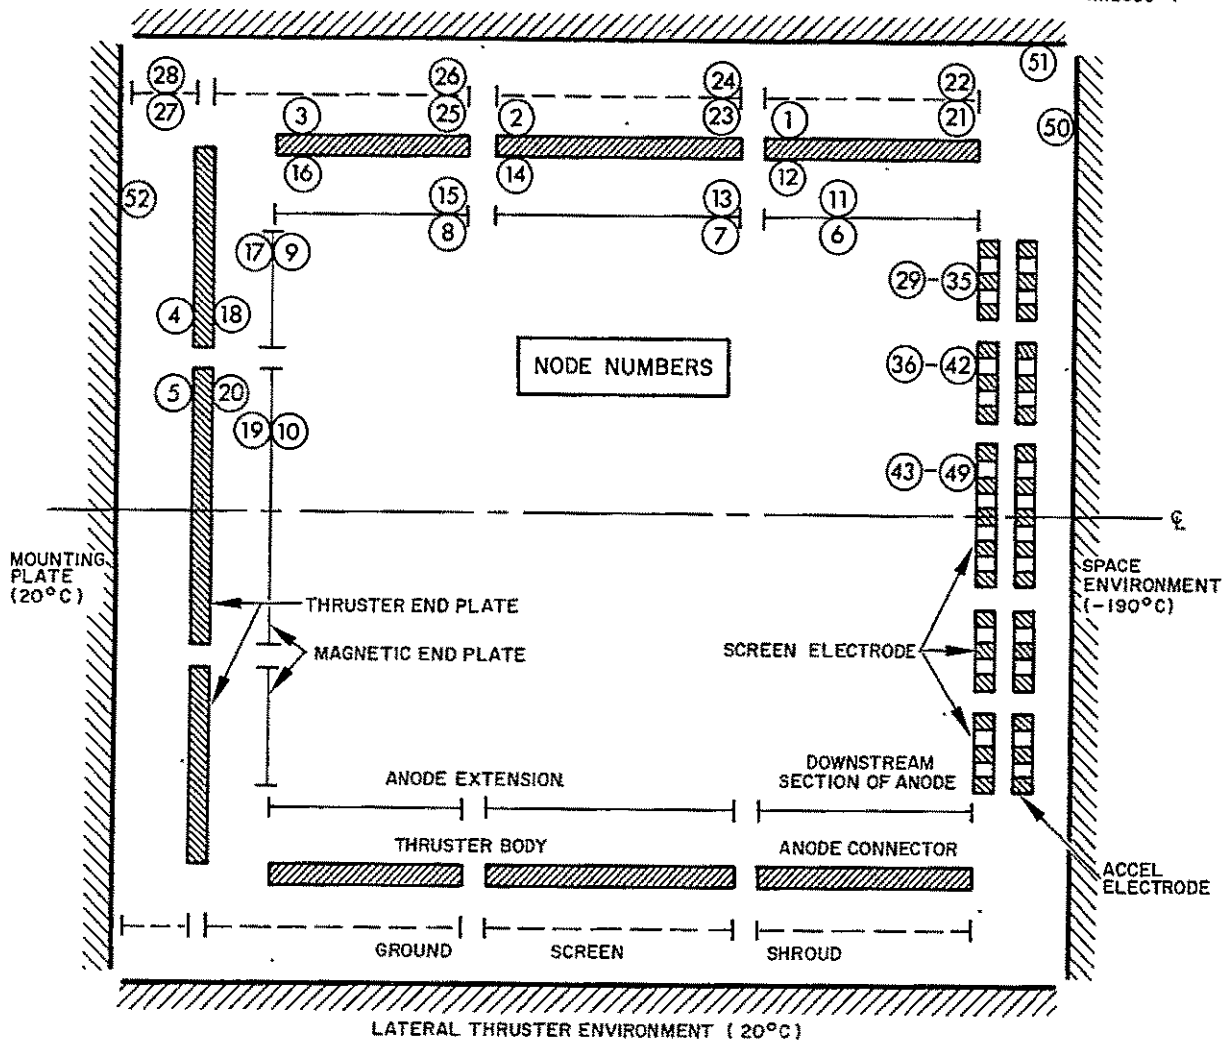 51
28
26
24
22
27
3
25
2
23
1
21
50
16
14
12
52
15
13
11
17
9
8
7
6
29-35
4
18
NODE NUMBERS
36-42
5
20
19
10
43-49
℄
MOUNTING
PLATE
(20°C)
SPACE
ENVIRONMENT
(-190°C)
THRUSTER END PLATE
MAGNETIC END PLATE
SCREEN ELECTRODE
ANODE EXTENSION
DOWNSTREAM
SECTION OF ANODE
THRUSTER BODY
ANODE CONNECTOR
ACCEL
ELECTRODE
GROUND SCREEN SHROUD
LATERAL THRUSTER ENVIRONMENT (20°C)